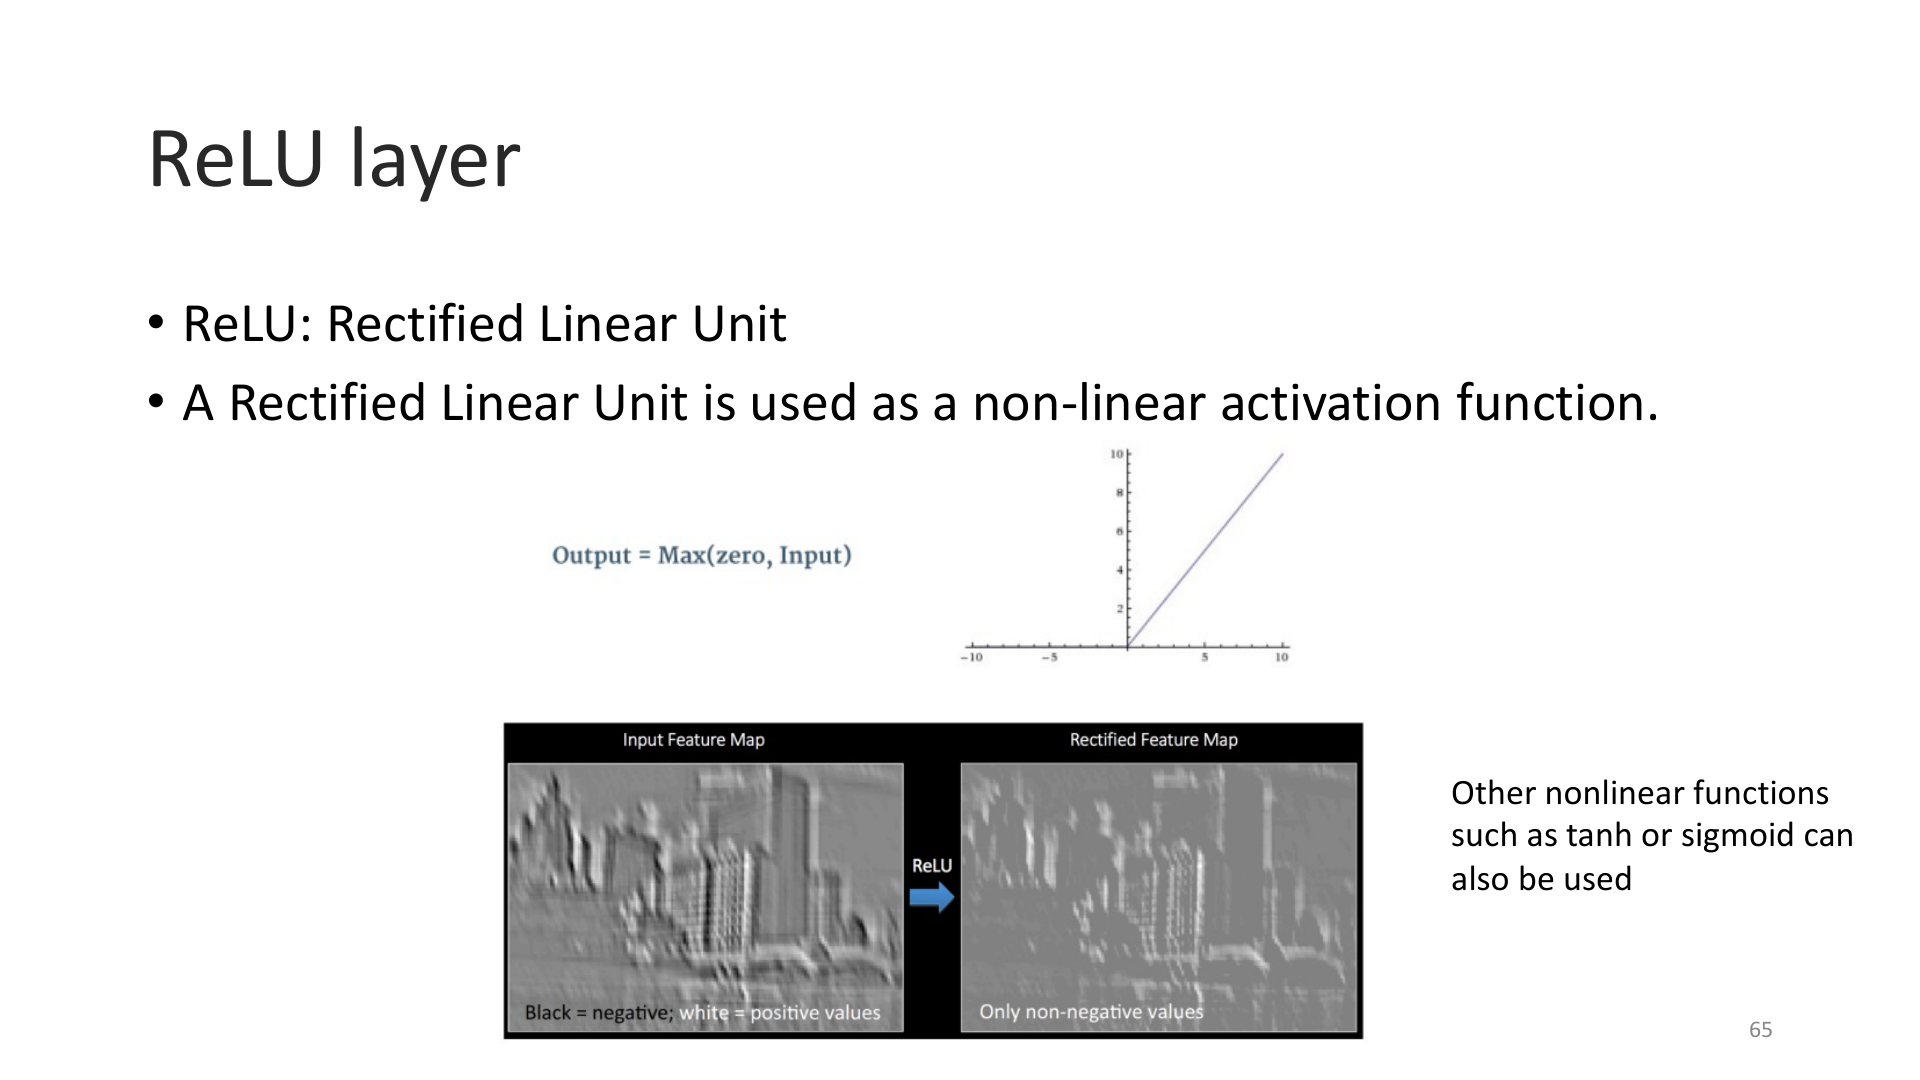 ReLU layer
• ReLU: Rectified Linear Unit
• A Rectified Linear Unit is used as a non-linear activation function.
Output = Max(zero, Input)
10
8
6
4
2
-10 -5 5 10
Input Feature Map
Rectified Feature Map
ReLU
Black = negative; white = positive values
Only non-negative values
Other nonlinear functions
such as tanh or sigmoid can
also be used
65